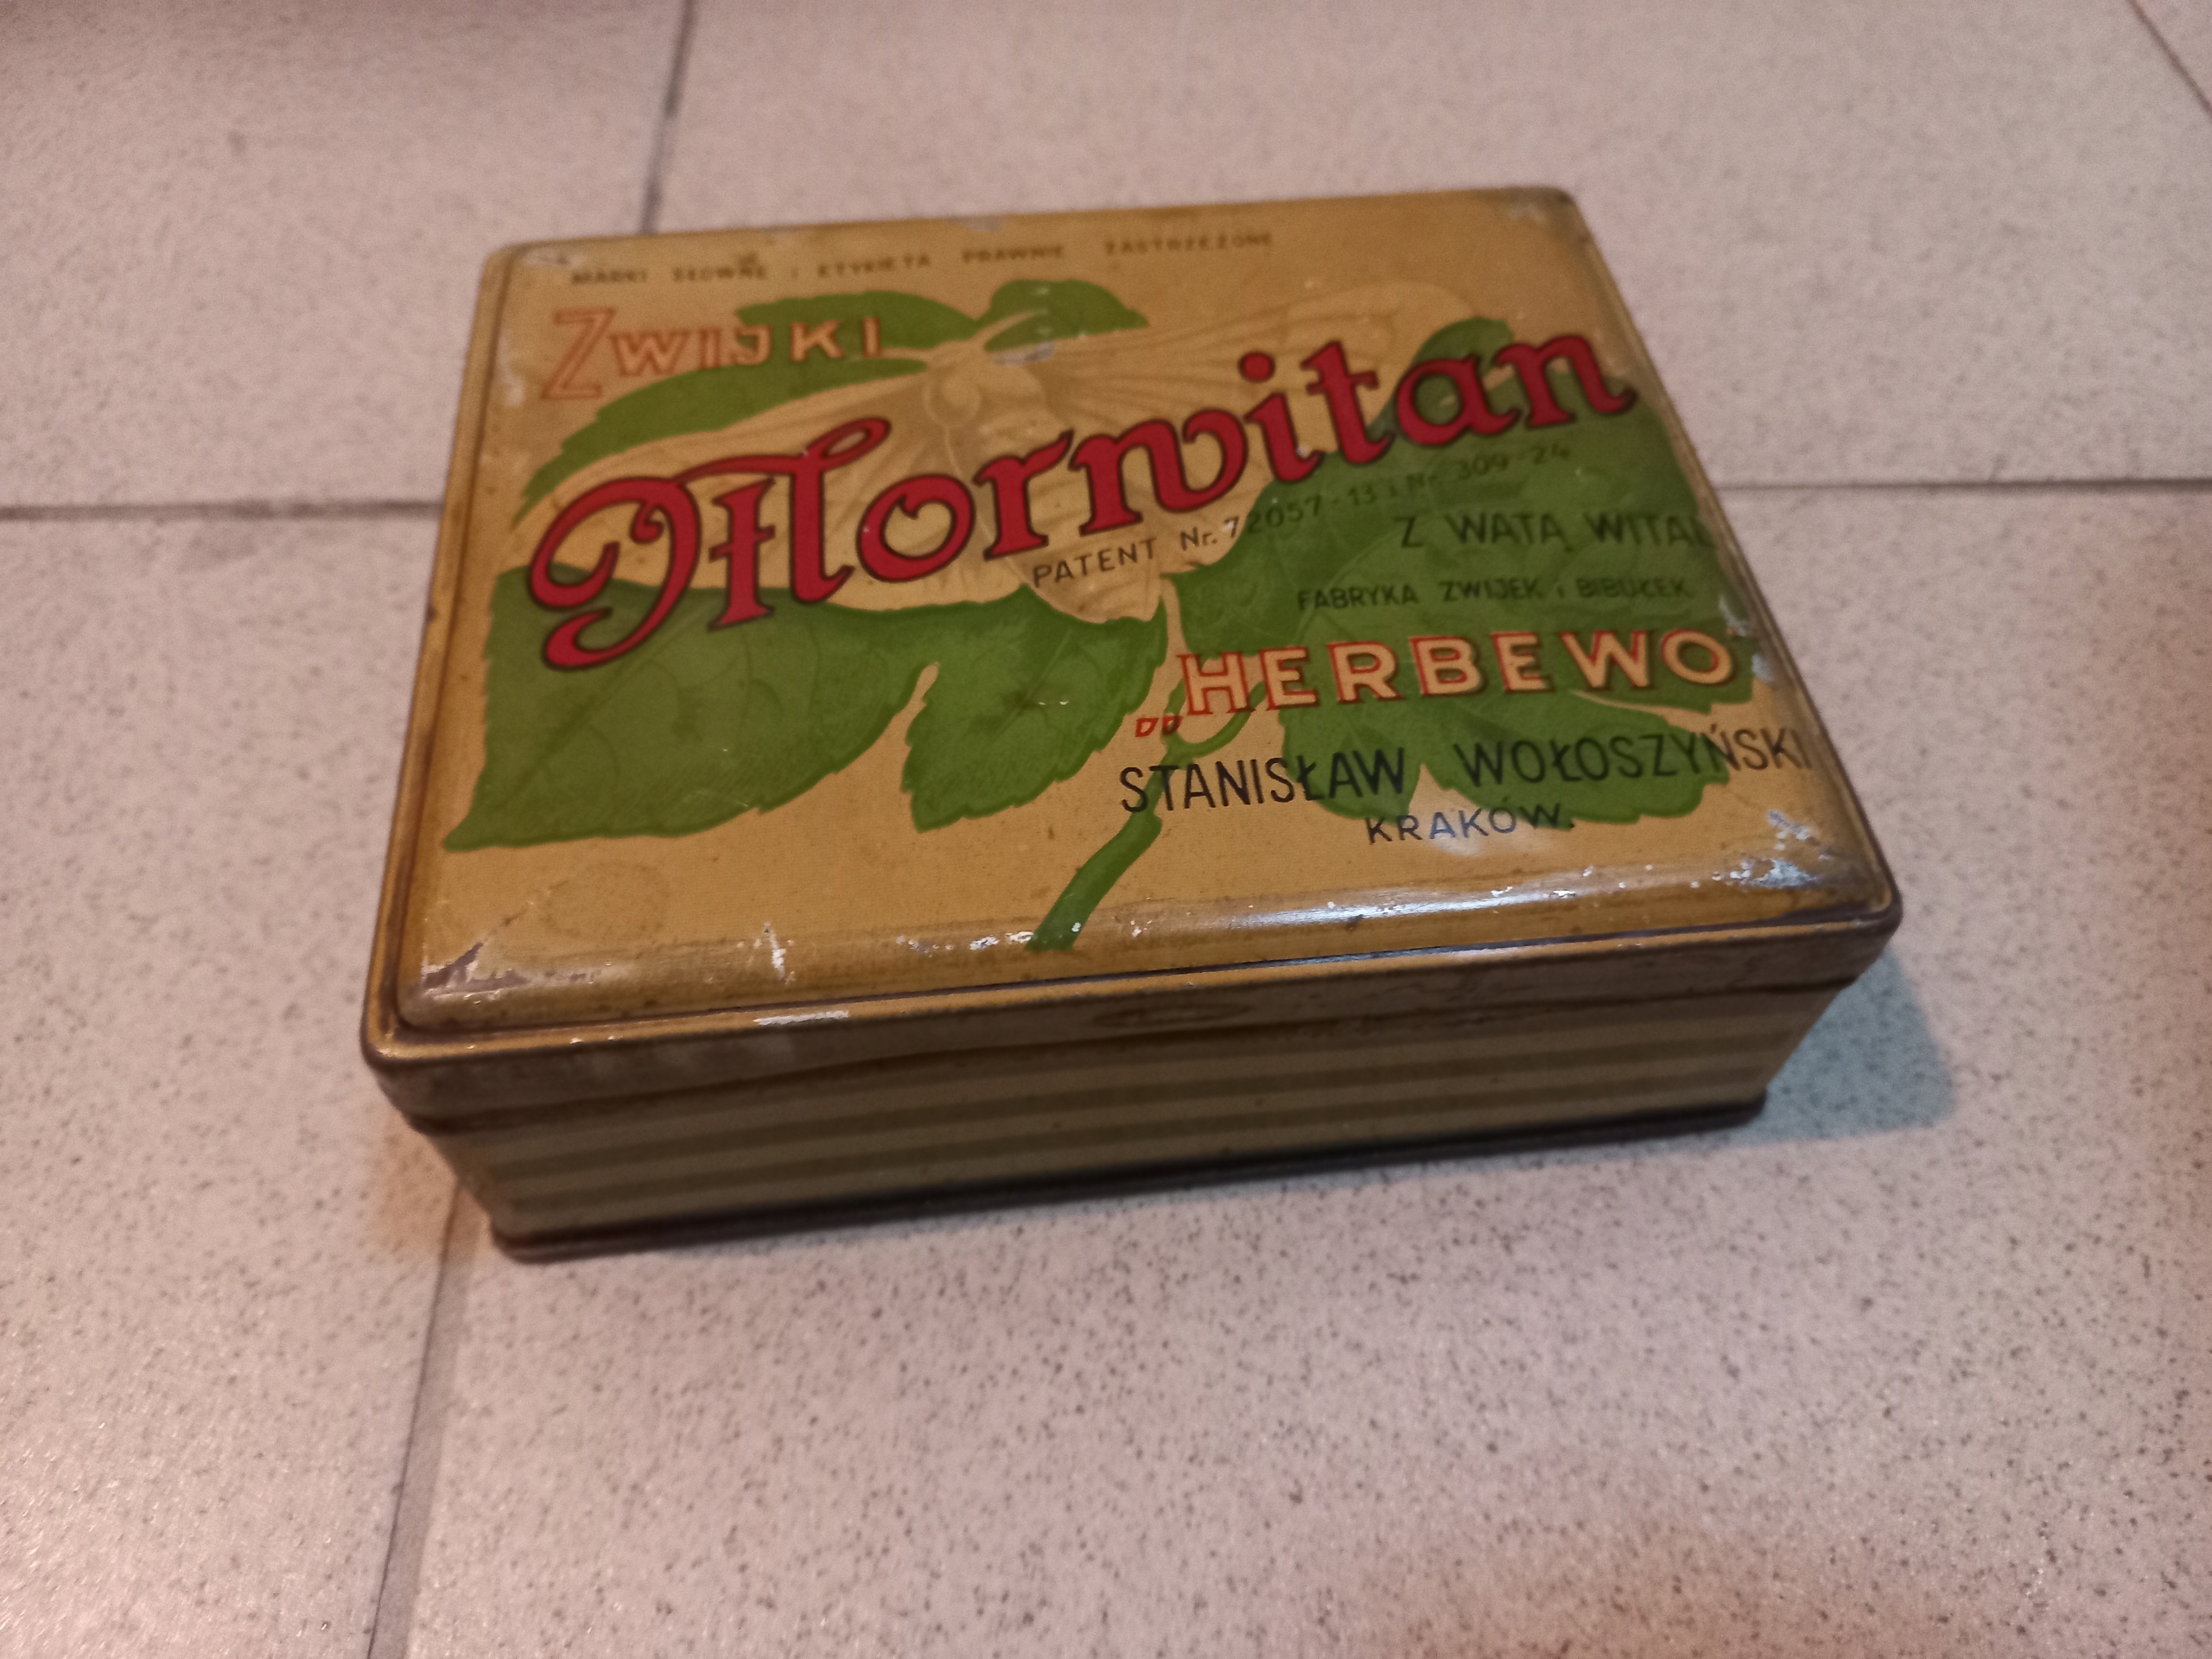 MARKI SŁOWNE i ETYKIETA PRAWNIE ZASTRZEŻONE
ZWIJKI
Morwitan
PATENT Nr. 72057-13 i Nr. 309-24
Z WATĄ WITAL
FABRYKA ZWIJEK i BIBUŁEK
„HERBEWO"
STANISŁAW WOŁOSZYŃSKI
KRAKÓW.